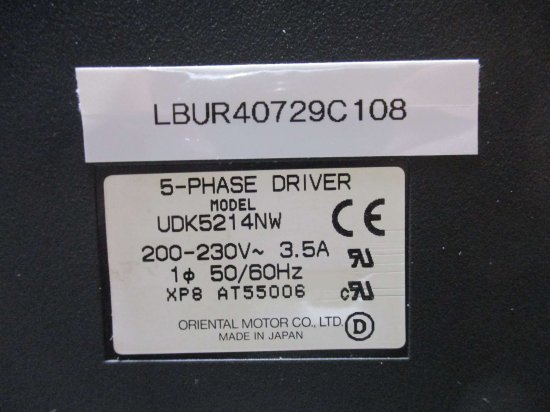 LBUR40729C108
5-PHASE DRIVER
MODEL
UDK5214NW
CE
200-230V~ 3.5A
1ϕ 50/60Hz
XP8 AT55006
ORIENTAL MOTOR CO., LTD.
MADE IN JAPAN
D